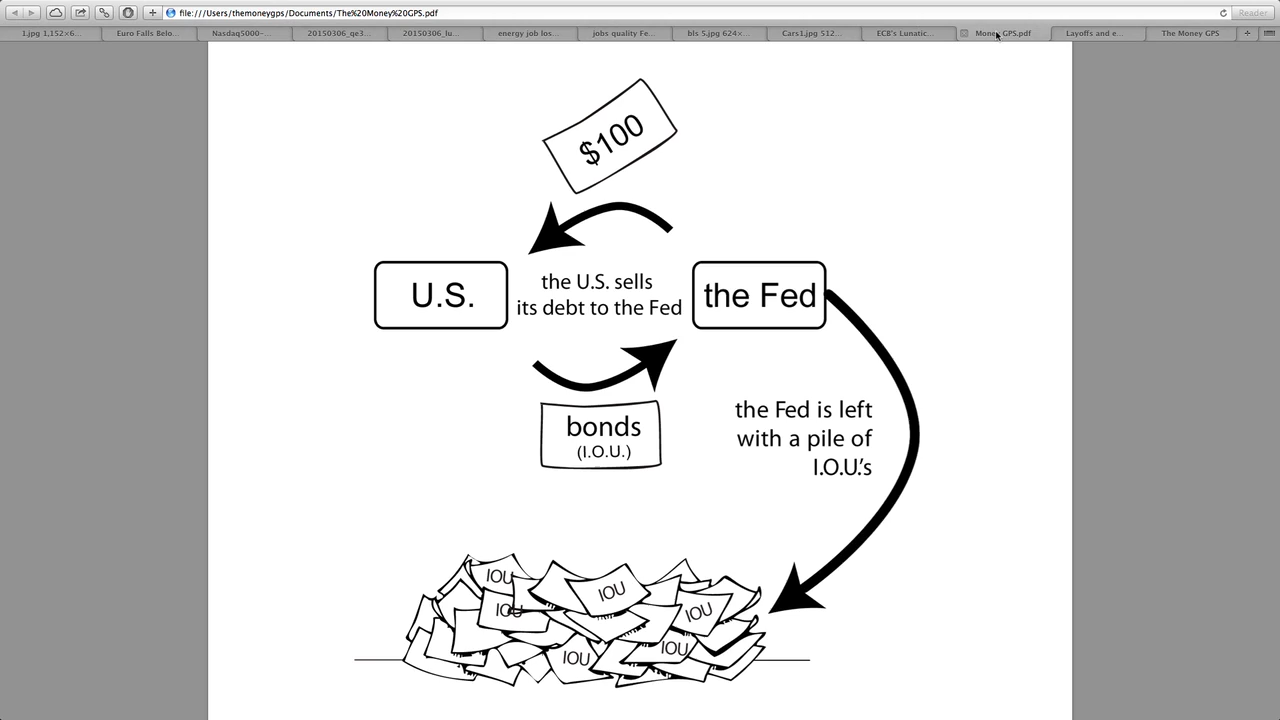 file:///Users/themoneygps/Documents/The%20Money%20GPS.pdf
Reader
1.jpg 1,152×6...
Euro Falls Belo...
Nasdaq5000-...
20150306_qe3...
20150306_lu...
energy job los...
jobs quality Fe...
bls 5.jpg 624×...
Cars1.jpg 512...
ECB's Lunatic...
Money GPS.pdf
Layoffs and e...
The Money GPS
$100
U.S.
the U.S. sells
its debt to the Fed
the Fed
bonds
(I.O.U.)
the Fed is left
with a pile of
I.O.U.'s
IOU
IOU
IOU
IOU
IOU
IOU